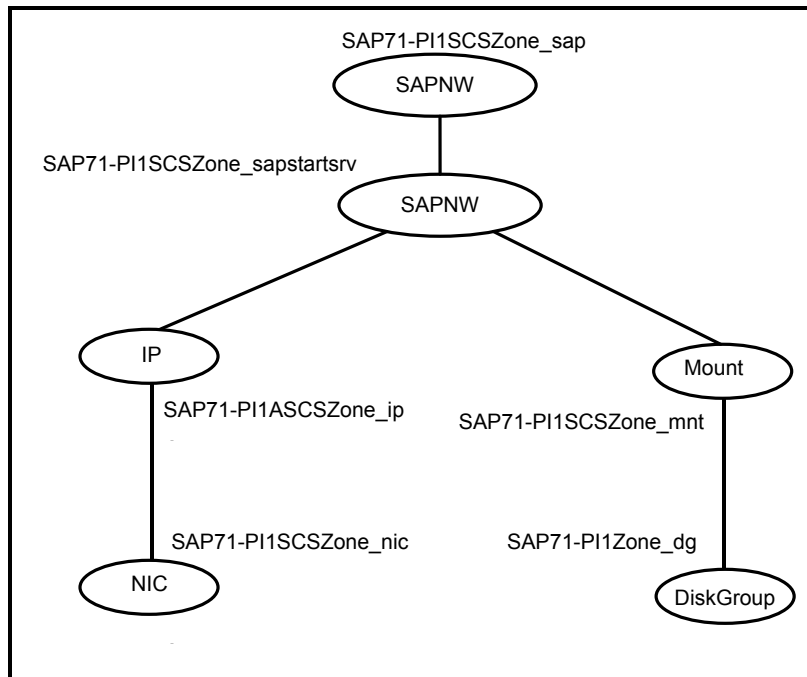 SAP71-PI1SCSZone_sap
SAPNW
SAP71-PI1SCSZone_sapstartsrv
SAPNW
IP
Mount
SAP71-PI1ASCSZone_ip
SAP71-PI1SCSZone_mnt
SAP71-PI1SCSZone_nic
SAP71-PI1Zone_dg
NIC
DiskGroup